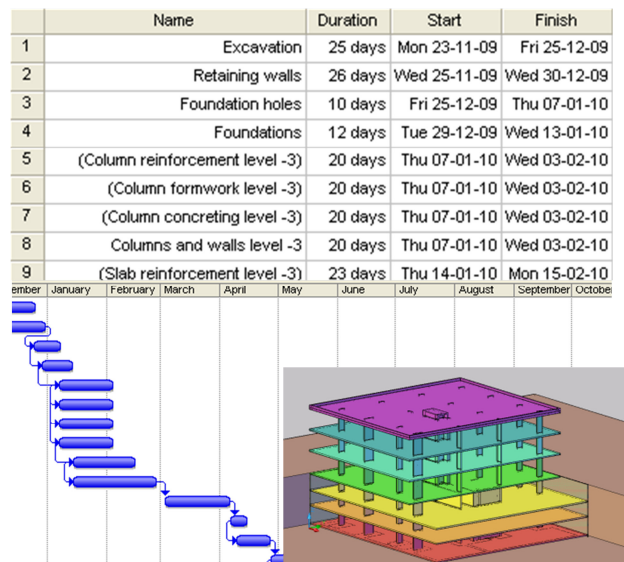 Name Duration Start Finish
1 Excavation 25 days Mon 23-11-09 Fri 25-12-09
2 Retaining walls 26 days Wed 25-11-09 Wed 30-12-09
3 Foundation holes 10 days Fri 25-12-09 Thu 07-01-10
4 Foundations 12 days Tue 29-12-09 Wed 13-01-10
5 (Column reinforcement level -3) 20 days Thu 07-01-10 Wed 03-02-10
6 (Column formwork level -3) 20 days Thu 07-01-10 Wed 03-02-10
7 (Column concreting level -3) 20 days Thu 07-01-10 Wed 03-02-10
8 Columns and walls level -3 20 days Thu 07-01-10 Wed 03-02-10
9 (Slab reinforcement level -3) 23 days Thu 14-01-10 Mon 15-02-10
ember January February March April May June July August September Octobe